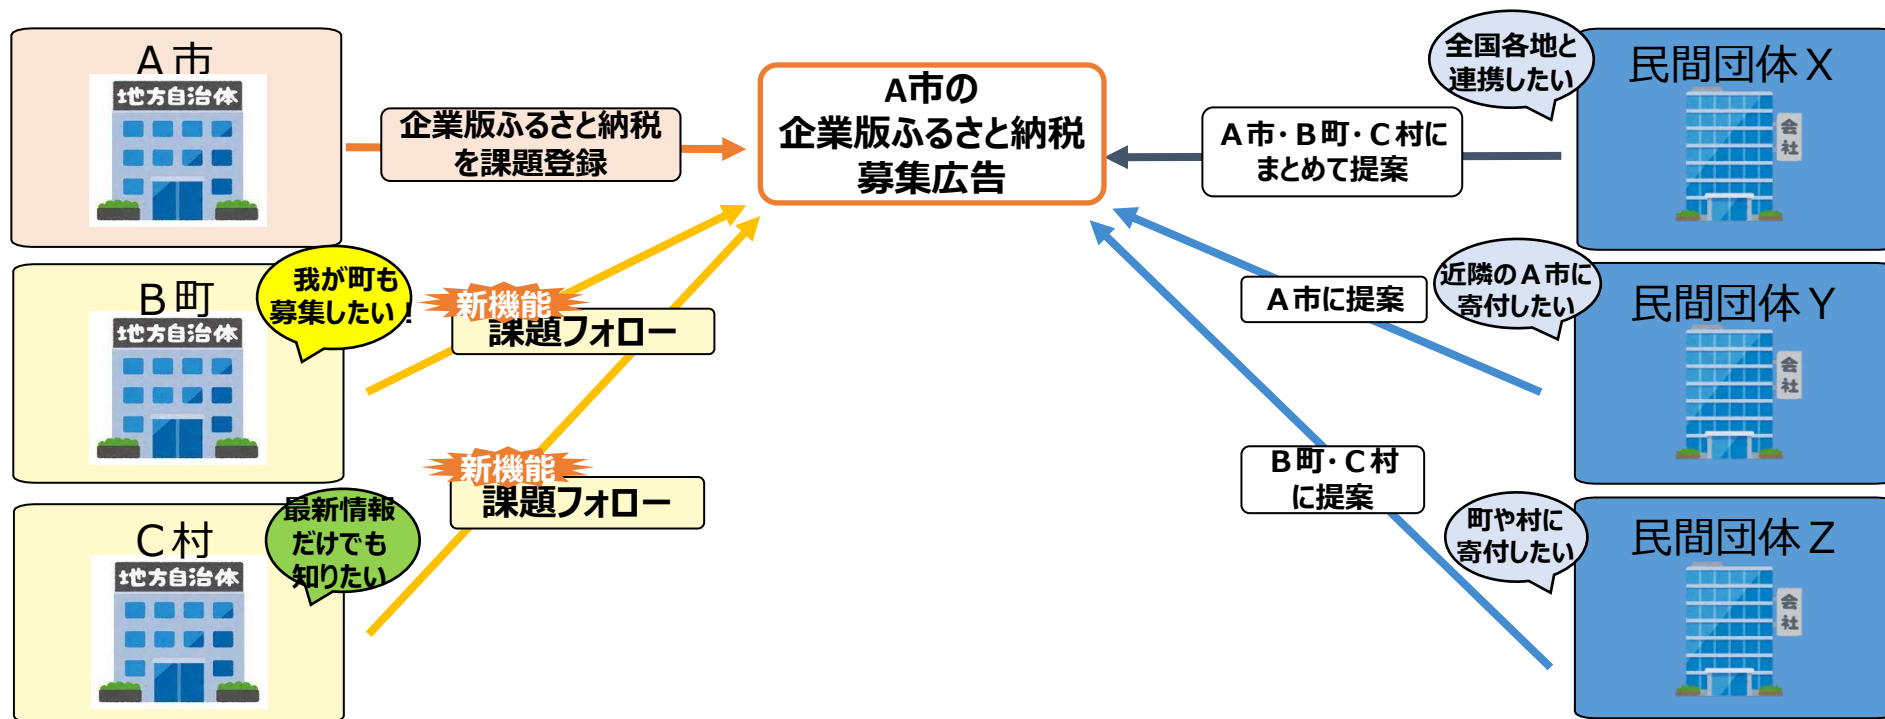 A市
地方自治体
企業版ふるさと納税
を課題登録
A市の
企業版ふるさと納税
募集広告
全国各地と
連携したい
A市・B町・C村に
まとめて提案
民間団体X
会社
B町
地方自治体
我が町も
募集したい！
新機能
課題フォロー
A市に提案
近隣のA市に
寄付したい
民間団体Y
会社
C村
地方自治体
最新情報
だけでも
知りたい
新機能
課題フォロー
B町・C村
に提案
町や村に
寄付したい
民間団体Z
会社